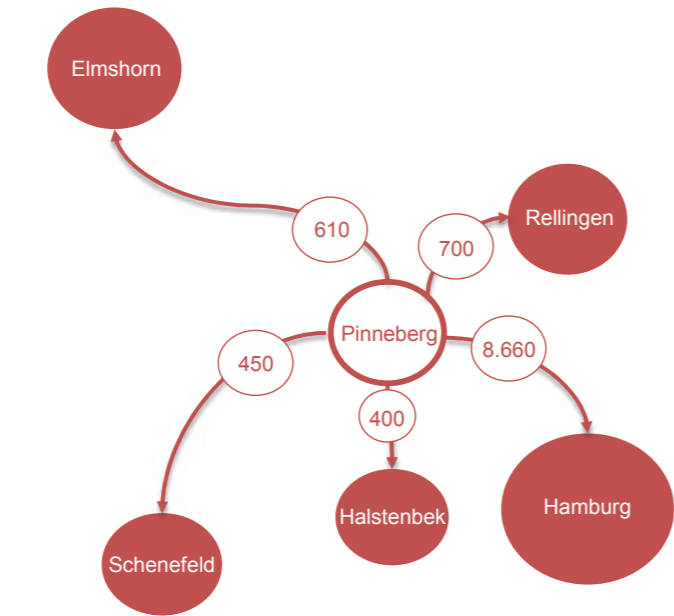 Elmshorn
Rellingen
610
700
Pinneberg
8.660
450
400
Hamburg
Halstenbek
Schenefeld